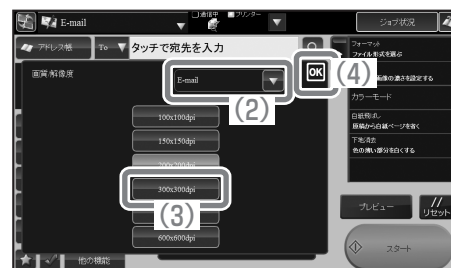 E-mail
通信中
プリンター
ジョブ状況
アドレス帳
To
タッチで宛先を入力
画質/解像度
E-mail
OK
(4)
(2)
100x100dpi
150x150dpi
200x200dpi
300x300dpi
(3)
600x600dpi
他の機能
フォーマット
ファイル形式を選ぶ
画像の濃さを設定する
カラーモード
白紙飛ばし
原稿から白紙ページを省く
下地消去
色の薄い部分を白くする
プレビュー
リセット
スタート